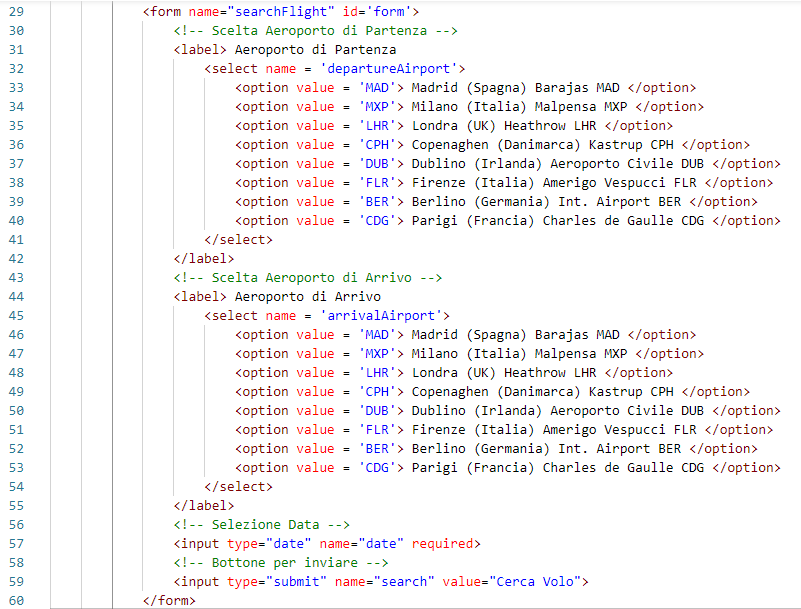 29 <form name="searchFlight" id='form'>
30 <!-- Scelta Aeroporto di Partenza -->
31 <label> Aeroporto di Partenza
32 <select name = 'departureAirport'>
33 <option value = 'MAD'> Madrid (Spagna) Barajas MAD </option>
34 <option value = 'MXP'> Milano (Italia) Malpensa MXP </option>
35 <option value = 'LHR'> Londra (UK) Heathrow LHR </option>
36 <option value = 'CPH'> Copenaghen (Danimarca) Kastrup CPH </option>
37 <option value = 'DUB'> Dublino (Irlanda) Aeroporto Civile DUB </option>
38 <option value = 'FLR'> Firenze (Italia) Amerigo Vespucci FLR </option>
39 <option value = 'BER'> Berlino (Germania) Int. Airport BER </option>
40 <option value = 'CDG'> Parigi (Francia) Charles de Gaulle CDG </option>
41 </select>
42 </label>
43 <!-- Scelta Aeroporto di Arrivo -->
44 <label> Aeroporto di Arrivo
45 <select name = 'arrivalAirport'>
46 <option value = 'MAD'> Madrid (Spagna) Barajas MAD </option>
47 <option value = 'MXP'> Milano (Italia) Malpensa MXP </option>
48 <option value = 'LHR'> Londra (UK) Heathrow LHR </option>
49 <option value = 'CPH'> Copenaghen (Danimarca) Kastrup CPH </option>
50 <option value = 'DUB'> Dublino (Irlanda) Aeroporto Civile DUB </option>
51 <option value = 'FLR'> Firenze (Italia) Amerigo Vespucci FLR </option>
52 <option value = 'BER'> Berlino (Germania) Int. Airport BER </option>
53 <option value = 'CDG'> Parigi (Francia) Charles de Gaulle CDG </option>
54 </select>
55 </label>
56 <!-- Selezione Data -->
57 <input type="date" name="date" required>
58 <!-- Bottone per inviare -->
59 <input type="submit" name="search" value="Cerca Volo">
60 </form>